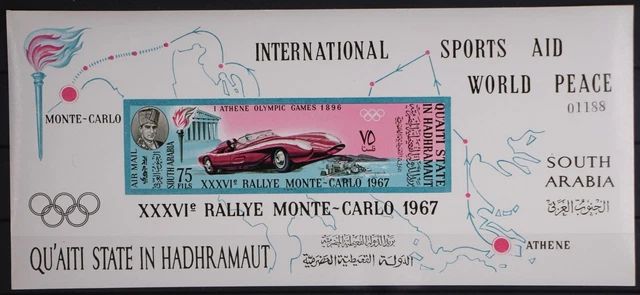 INTERNATIONAL SPORTS AID
WORLD PEACE
01188
MONTE-CARLO
I ATHENE OLYMPIC GAMES 1896
AIR MAIL
SOUTH ARABIA
75
FILS
٧٥
فلسا
QU'AITI STATE
IN HADHRAMAUT
XXXVIᵉ RALLYE MONTE-CARLO 1967
XXXVIᵉ RALLYE MONTE-CARLO 1967
SOUTH
ARABIA
الجنوب العربي
ATHENE
QU'AITI STATE IN HADHRAMAUT
الدولة القعيطية الحضرمية